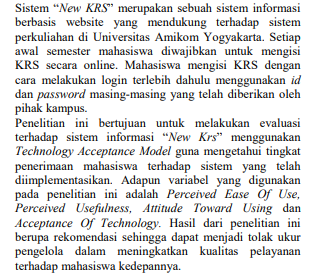 Sistem “New KRS” merupakan sebuah sistem informasi
berbasis website yang mendukung terhadap sistem
perkuliahan di Universitas Amikom Yogyakarta. Setiap
awal semester mahasiswa diwajibkan untuk mengisi
KRS secara online. Mahasiswa mengisi KRS dengan
cara melakukan login terlebih dahulu menggunakan id
dan password masing-masing yang telah diberikan oleh
pihak kampus.
Penelitian ini bertujuan untuk melakukan evaluasi
terhadap sistem informasi “New Krs” menggunakan
Technology Acceptance Model guna mengetahui tingkat
penerimaan mahasiswa terhadap sistem yang telah
diimplementasikan. Adapun variabel yang digunakan
pada penelitian ini adalah Perceived Ease Of Use,
Perceived Usefulness, Attitude Toward Using dan
Acceptance Of Technology. Hasil dari penelitian ini
berupa rekomendasi sehingga dapat menjadi tolak ukur
pengelola dalam meningkatkan kualitas pelayanan
terhadap mahasiswa kedepannya.